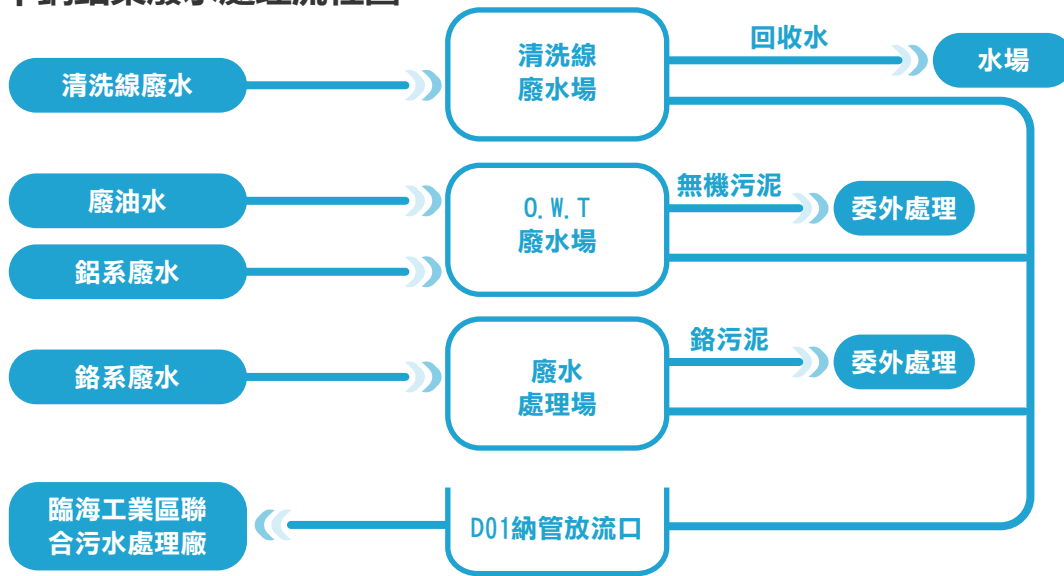 清洗線廢水
清洗線
廢水場
回收水
水場
廢油水
鋁系廢水
O.W.T
廢水場
無機污泥
委外處理
鉻系廢水
廢水
處理場
鉻污泥
委外處理
臨海工業區聯
合污水處理廠
D01納管放流口